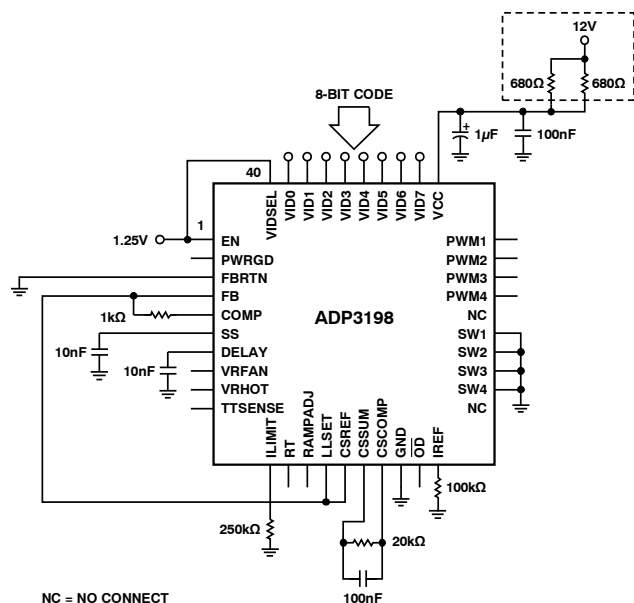 12V
680Ω 680Ω
8-BIT CODE
1µF
+
100nF
40
VIDSEL
VID0
VID1
VID2
VID3
VID4
VID5
VID6
VID7
VCC
1
1.25V
EN
PWRGD
FBRTN
FB
COMP
SS
DELAY
VRFAN
VRHOT
TTSENSE
1kΩ
10nF
10nF
ADP3198
PWM1
PWM2
PWM3
PWM4
NC
SW1
SW2
SW3
SW4
NC
ILIMIT
RT
RAMPADJ
LLSET
CSREF
CSSUM
CSCOMP
GND
OD
IREF
100kΩ
250kΩ
20kΩ
100nF
NC = NO CONNECT